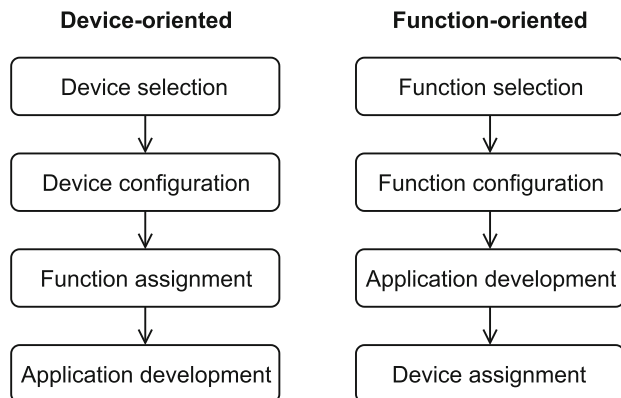 Device-oriented
Device selection
Device configuration
Function assignment
Application development
Function-oriented
Function selection
Function configuration
Application development
Device assignment